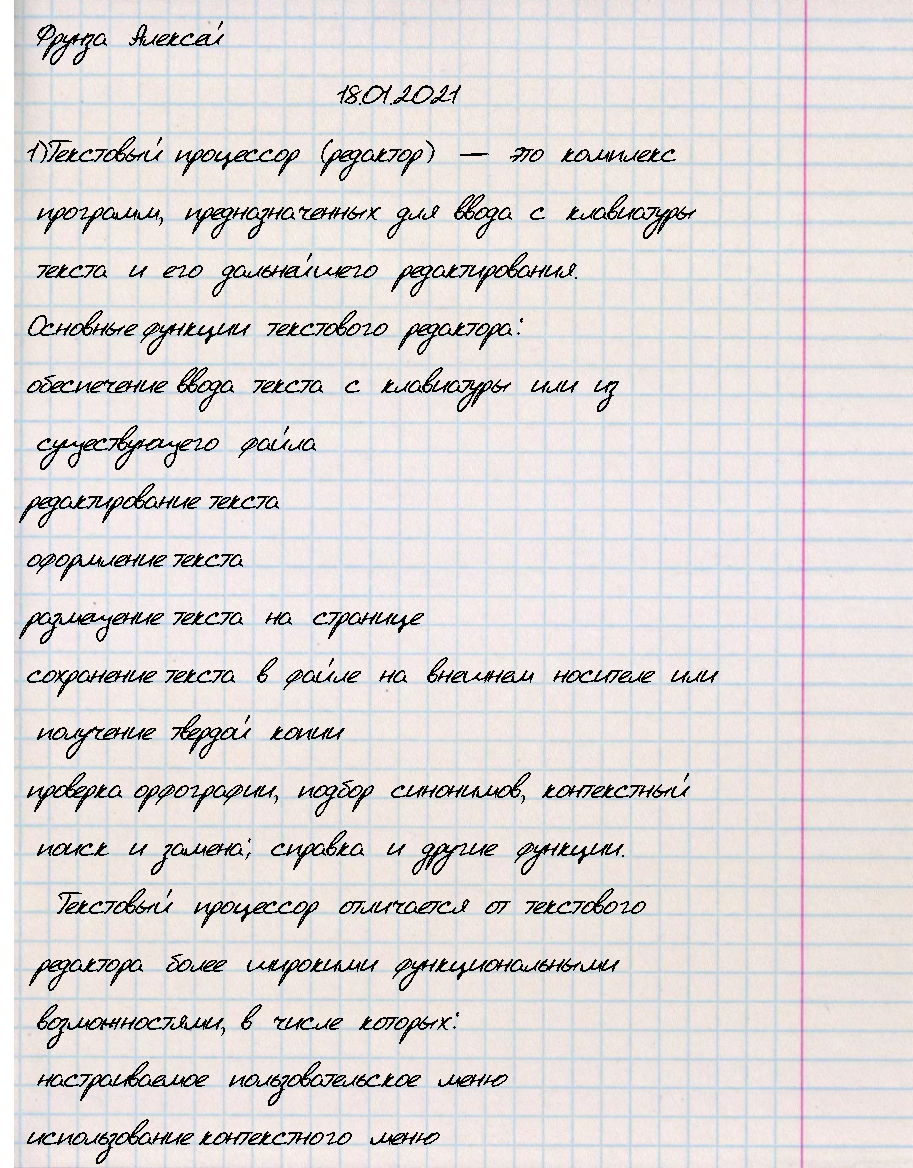 Фрунза Алексей
18.01.2021
1)Текстовый процессор (редактор) — это комплекс
программ, предназначенных для ввода с клавиатуры
текста и его дальнейшего редактирования.
Основные функции текстового редактора:
обеспечение ввода текста с клавиатуры или из
существующего файла
редактирование текста
оформление текста
размещение текста на странице
сохранение текста в файле на внешнем носителе или
получение твердой копии
проверка орфографии, подбор синонимов, контекстный
поиск и замена; справка и другие функции.
Текстовый процессор отличается от текстового
редактора более широкими функциональными
возможностями, в числе которых:
настраиваемое пользовательское меню
использование контекстного меню